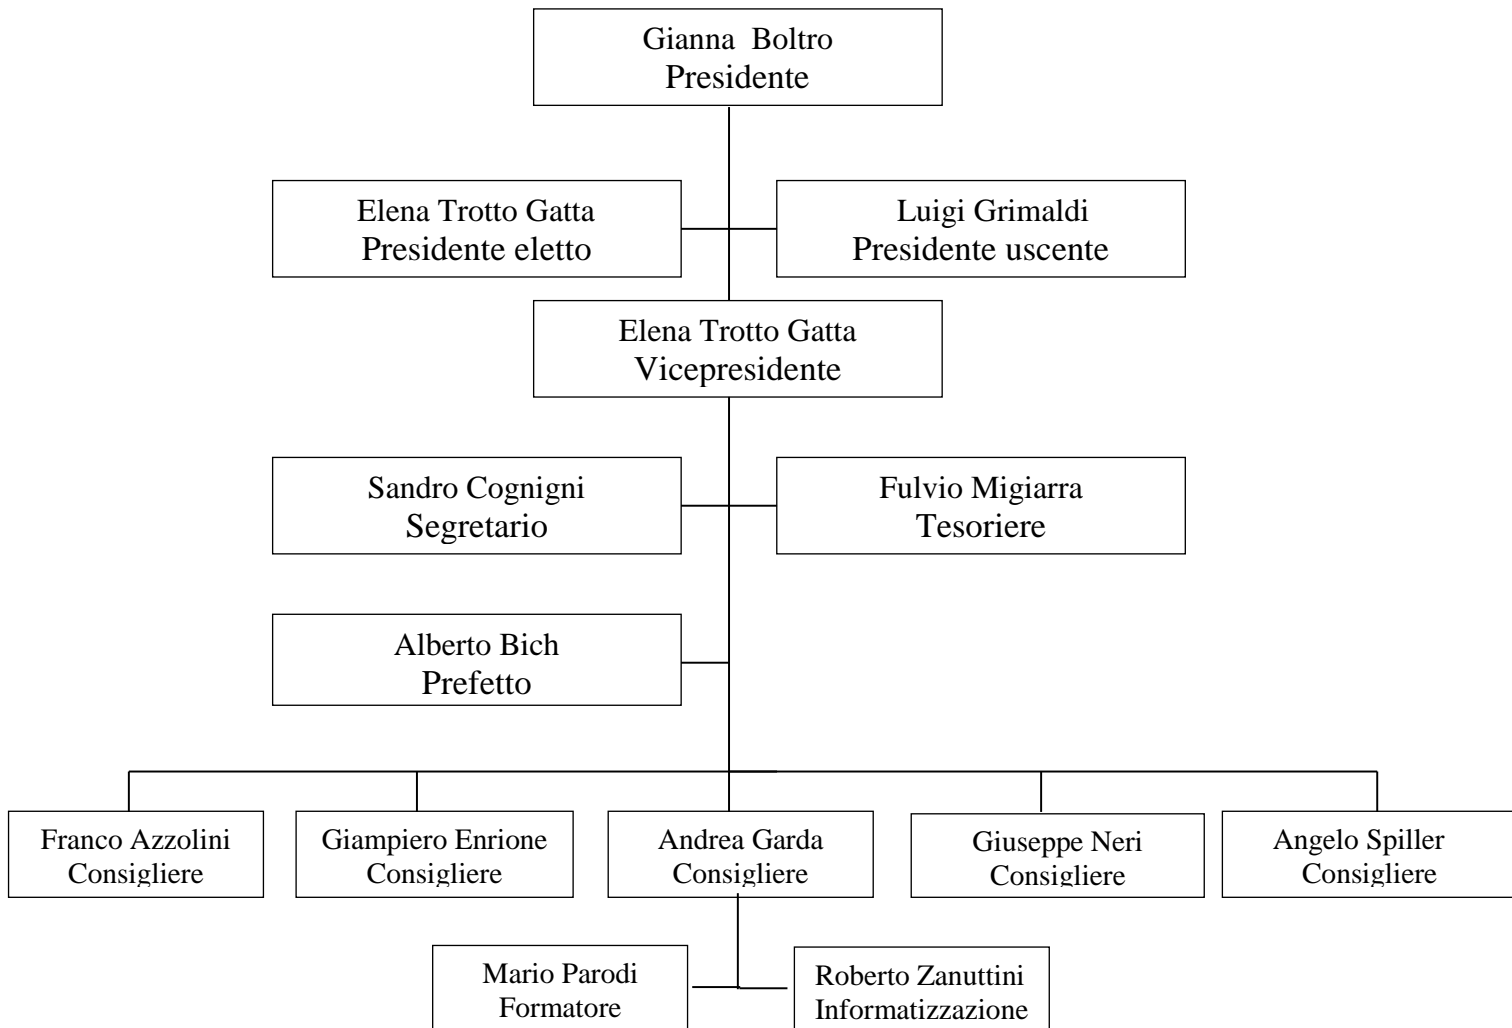 Gianna Boltro
Presidente
Elena Trotto Gatta
Presidente eletto
Luigi Grimaldi
Presidente uscente
Elena Trotto Gatta
Vicepresidente
Sandro Cognigni
Segretario
Fulvio Migiarra
Tesoriere
Alberto Bich
Prefetto
Franco Azzolini
Consigliere
Giampiero Enrione
Consigliere
Andrea Garda
Consigliere
Giuseppe Neri
Consigliere
Angelo Spiller
Consigliere
Mario Parodi
Formatore
Roberto Zanuttini
Informatizzazione